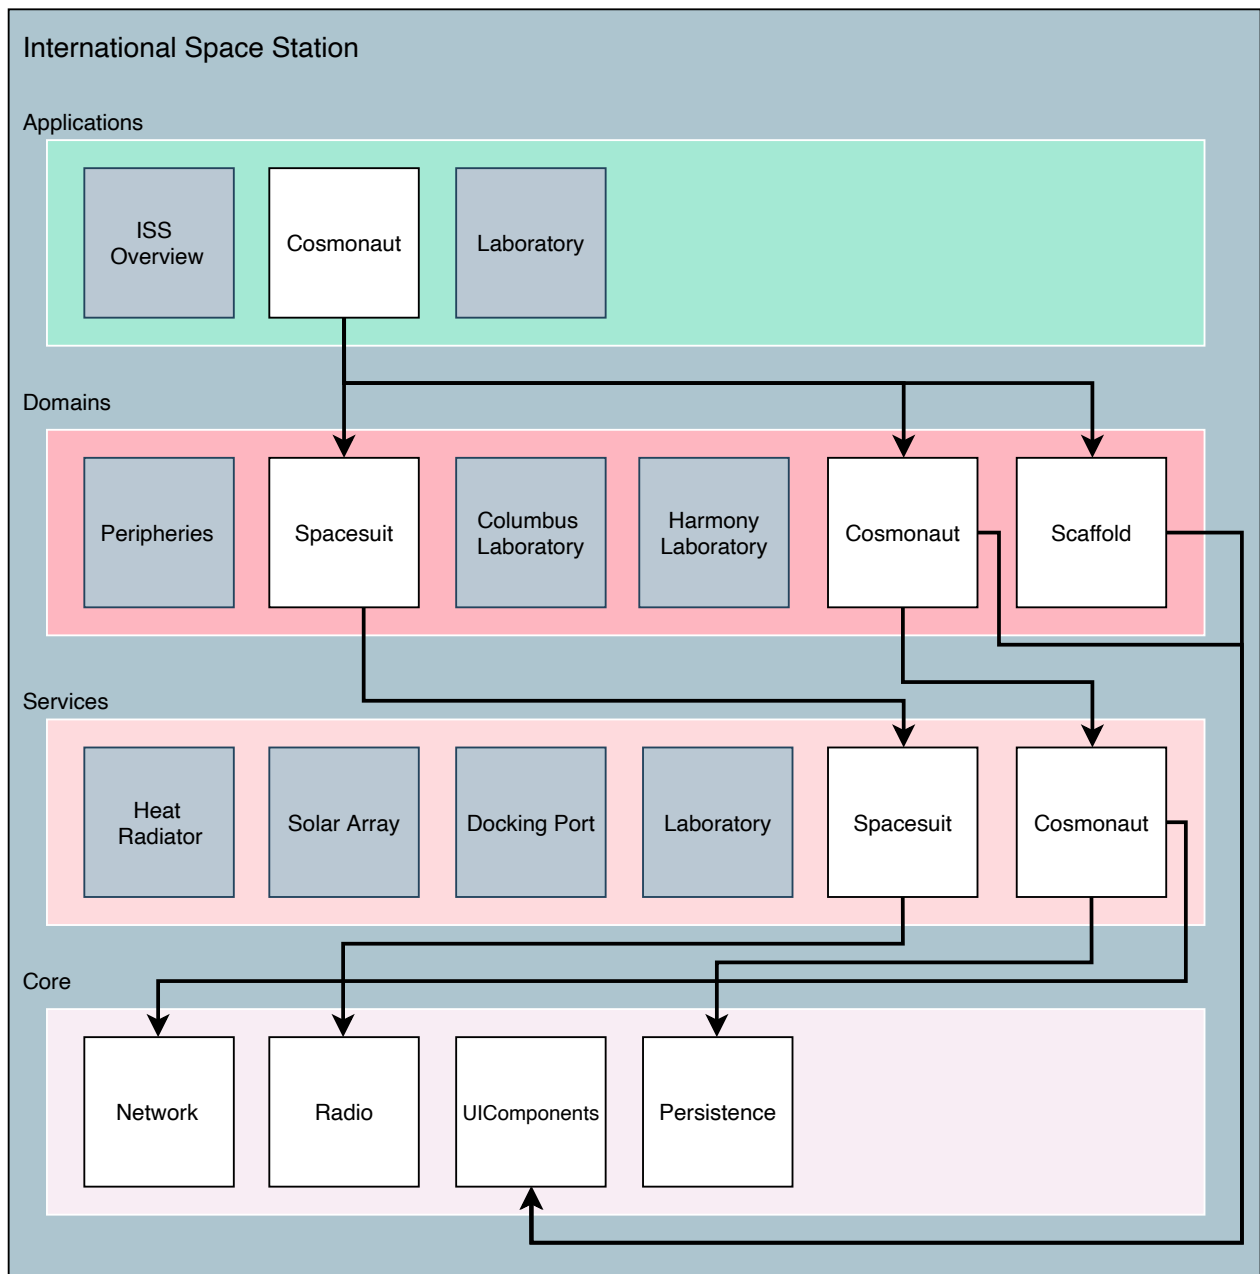 International Space Station
Applications
ISS
Overview
Cosmonaut
Laboratory
Domains
Peripheries
Spacesuit
Columbus
Laboratory
Harmony
Laboratory
Cosmonaut
Scaffold
Services
Heat
Radiator
Solar Array
Docking Port
Laboratory
Spacesuit
Cosmonaut
Core
Network
Radio
UIComponents
Persistence